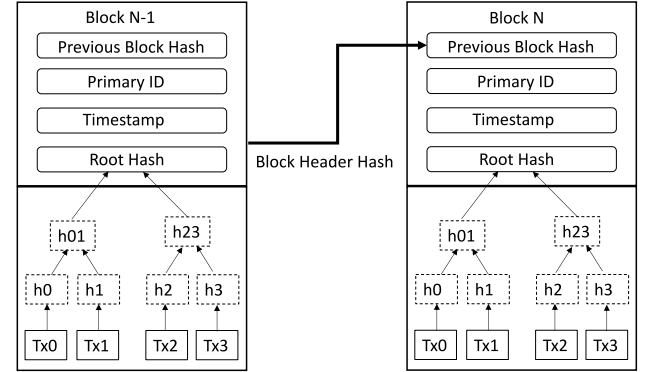 Block N-1
Previous Block Hash
Primary ID
Timestamp
Root Hash
h01
h23
h0
h1
h2
h3
Tx0
Tx1
Tx2
Tx3
Block Header Hash
Block N
Previous Block Hash
Primary ID
Timestamp
Root Hash
h01
h23
h0
h1
h2
h3
Tx0
Tx1
Tx2
Tx3